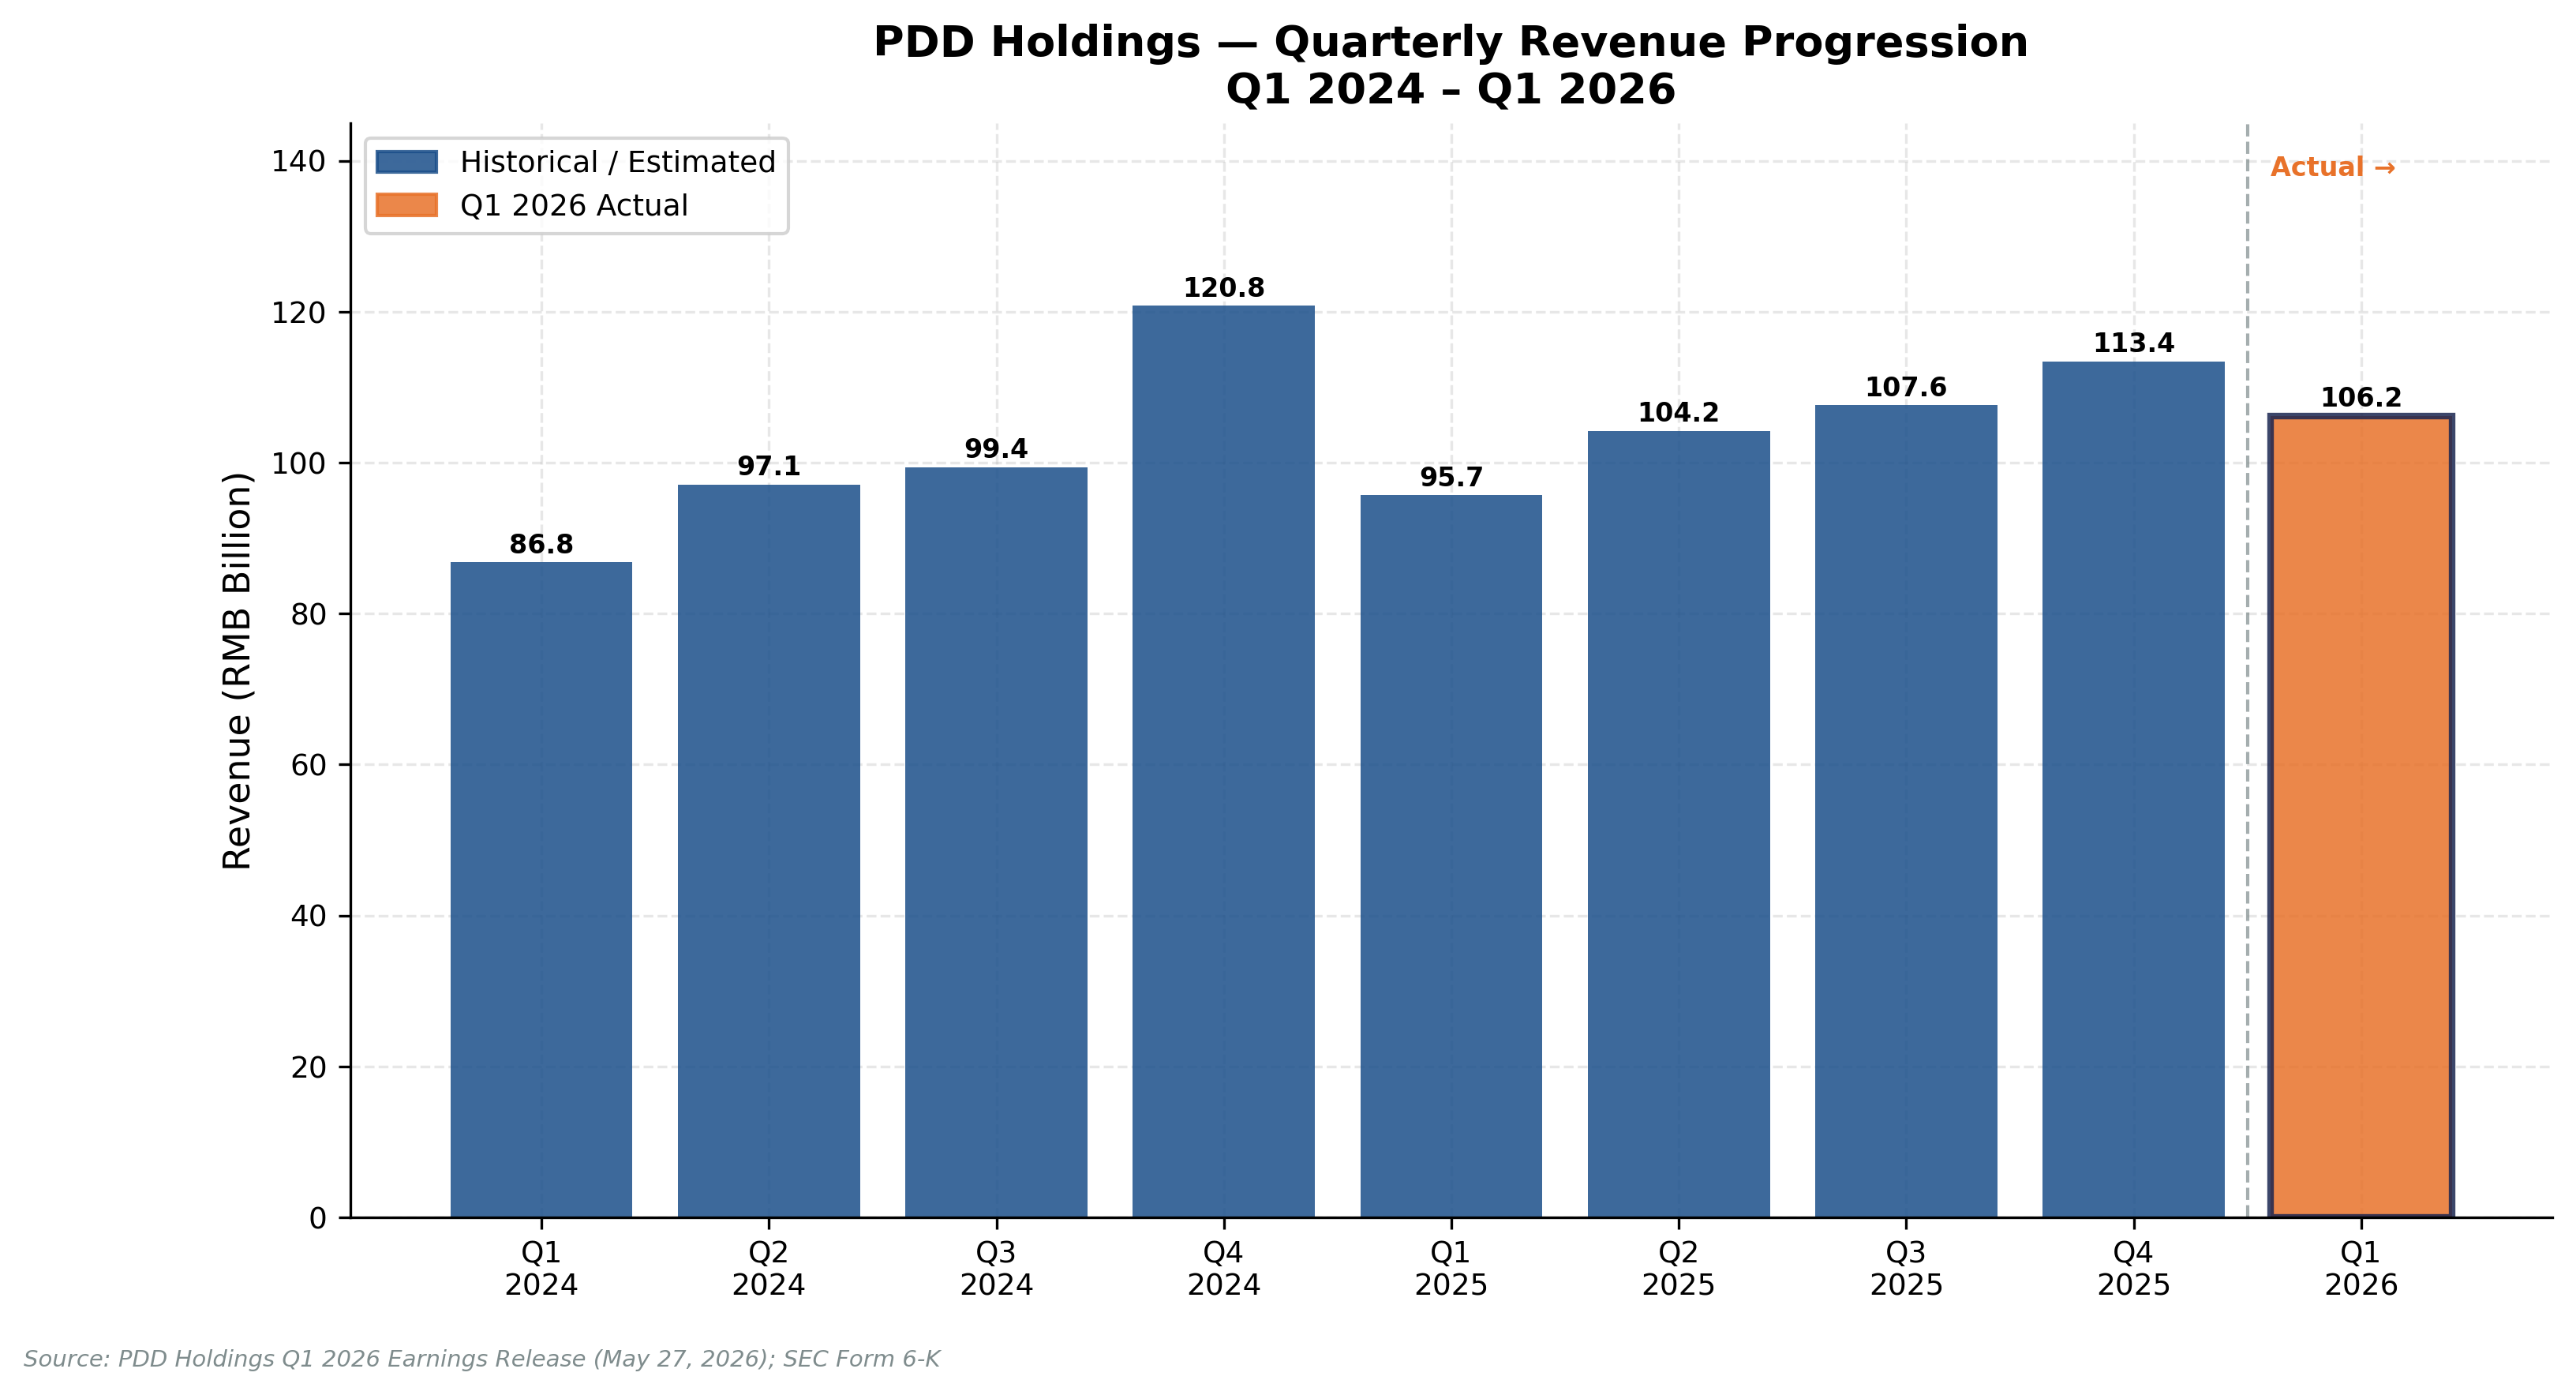 PDD Holdings — Quarterly Revenue Progression
Q1 2024 – Q1 2026
Historical / Estimated
Q1 2026 Actual
Actual →
Revenue (RMB Billion)
140
120
100
80
60
40
20
0
86.8
97.1
99.4
120.8
95.7
104.2
107.6
113.4
106.2
Q1
2024
Q2
2024
Q3
2024
Q4
2024
Q1
2025
Q2
2025
Q3
2025
Q4
2025
Q1
2026
Source: PDD Holdings Q1 2026 Earnings Release (May 27, 2026); SEC Form 6-K